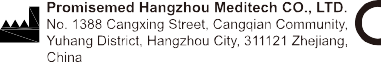 Promisemed Hangzhou Meditech CO., LTD.
No. 1388 Cangxing Street, Cangqian Community,
Yuhang District, Hangzhou City, 311121 Zhejiang,
China